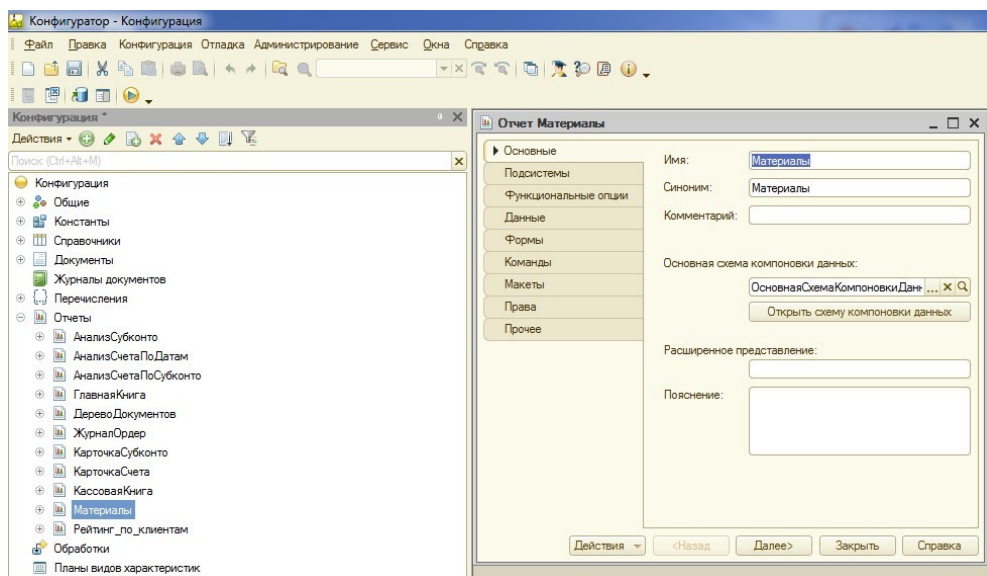 Конфигуратор - Конфигурация
Файл Правка Конфигурация Отладка Администрирование Сервис Окна Справка
Конфигурация *
Действия
Поиск (Ctrl+Alt+M)
Конфигурация
Общие
Константы
Справочники
Документы
Журналы документов
Перечисления
Отчеты
АнализСубконто
АнализСчетаПоДатам
АнализСчетаПоСубконто
ГлавнаяКнига
ДеревоДокументов
ЖурналОрдер
КарточкаСубконто
КарточкаСчета
КассоваяКнига
Материалы
Рейтинг_по_клиентам
Обработки
Планы видов характеристик
Отчет Материалы
Основные
Подсистемы
Функциональные опции
Данные
Формы
Команды
Макеты
Права
Прочее
Имя: Материалы
Синоним: Материалы
Комментарий:
Основная схема компоновки данных:
ОсновнаяСхемаКомпоновкиДанн ...
Открыть схему компоновки данных
Расширенное представление:
Пояснение:
Действия <Назад Далее> Закрыть Справка